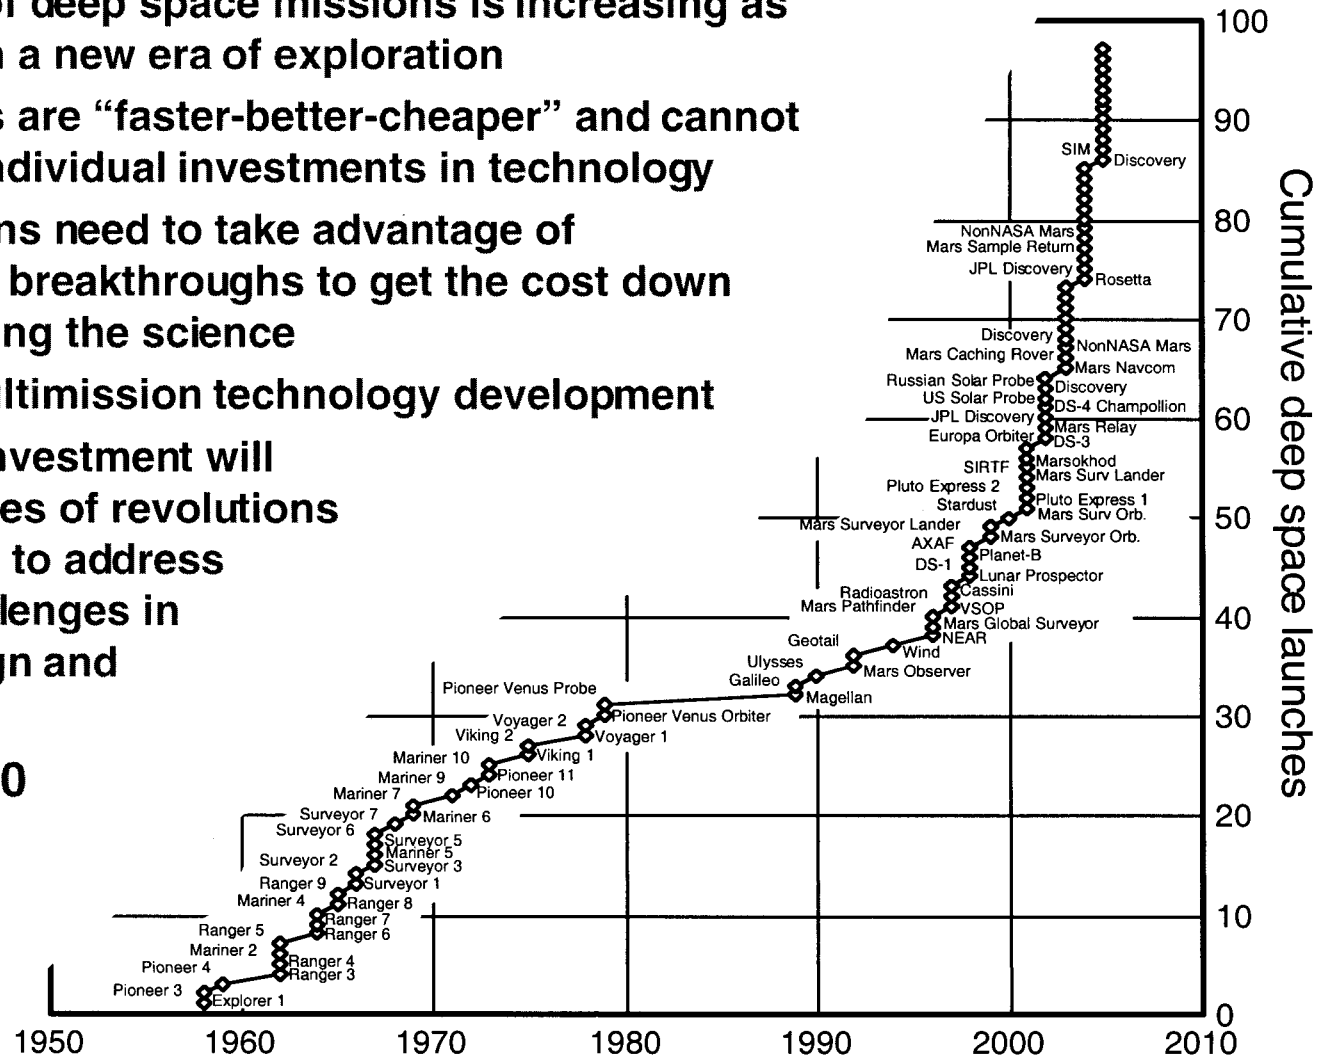 of deep space missions is increasing as
a new era of exploration
are “faster-better-cheaper” and cannot
individual investments in technology
need to take advantage of
breakthroughs to get the cost down
the science
technology development
will
of revolutions
to address
in
and
0
100
90
80
70
60
50
40
30
20
10
0
Cumulative deep space launches
SIM
Discovery
NonNASA Mars
Mars Sample Return
JPL Discovery
Rosetta
Discovery
NonNASA Mars
Mars Caching Rover
Mars Navcom
Russian Solar Probe
Discovery
US Solar Probe
DS-4 Champollion
JPL Discovery
Mars Relay
Europa Orbiter
DS-3
Marsokhod
SIRTF
Mars Surv Lander
Pluto Express 2
Pluto Express 1
Stardust
Mars Surv Orb.
Mars Surveyor Lander
Mars Surveyor Orb.
AXAF
Planet-B
DS-1
Lunar Prospector
Radioastron
Cassini
Mars Pathfinder
VSOP
Mars Global Surveyor
NEAR
Geotail
Wind
Ulysses
Mars Observer
Galileo
Magellan
Pioneer Venus Probe
Pioneer Venus Orbiter
Voyager 2
Voyager 1
Viking 2
Viking 1
Mariner 10
Pioneer 11
Mariner 9
Pioneer 10
Mariner 7
Mariner 6
Surveyor 7
Surveyor 6
Surveyor 5
Mariner 5
Surveyor 3
Surveyor 2
Surveyor 1
Ranger 9
Mariner 4
Ranger 8
Ranger 7
Ranger 6
Ranger 5
Mariner 2
Ranger 4
Ranger 3
Pioneer 4
Pioneer 3
Explorer 1
1950 1960 1970 1980 1990 2000 2010